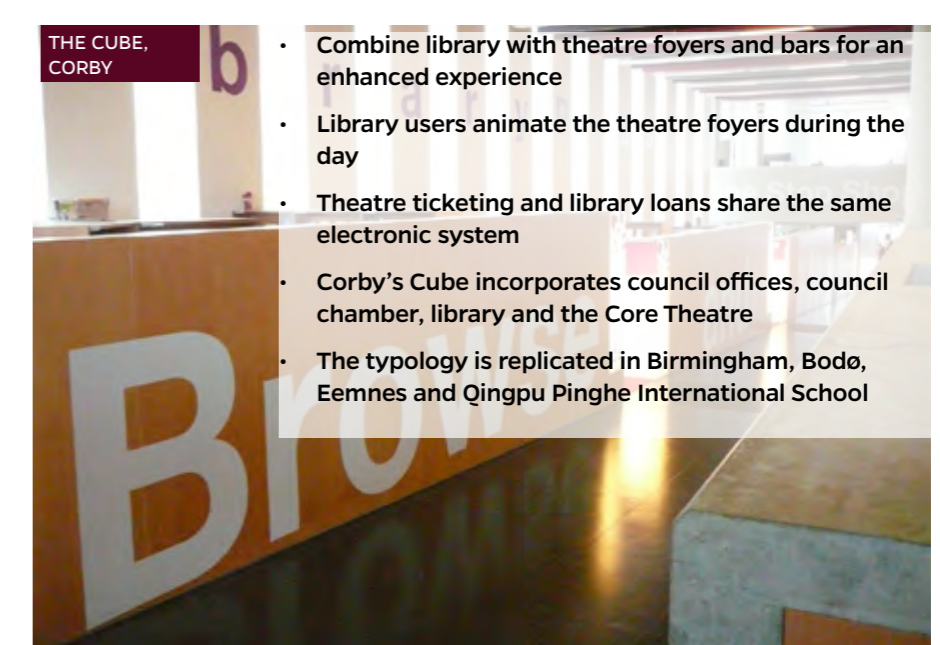 THE CUBE,
CORBY
• Combine library with theatre foyers and bars for an
enhanced experience
• Library users animate the theatre foyers during the
day
• Theatre ticketing and library loans share the same
electronic system
• Corby’s Cube incorporates council offices, council
chamber, library and the Core Theatre
• The typology is replicated in Birmingham, Bodø,
Eemnes and Qingpu Pinghe International School
b r a r y
Stop Shop
Browse